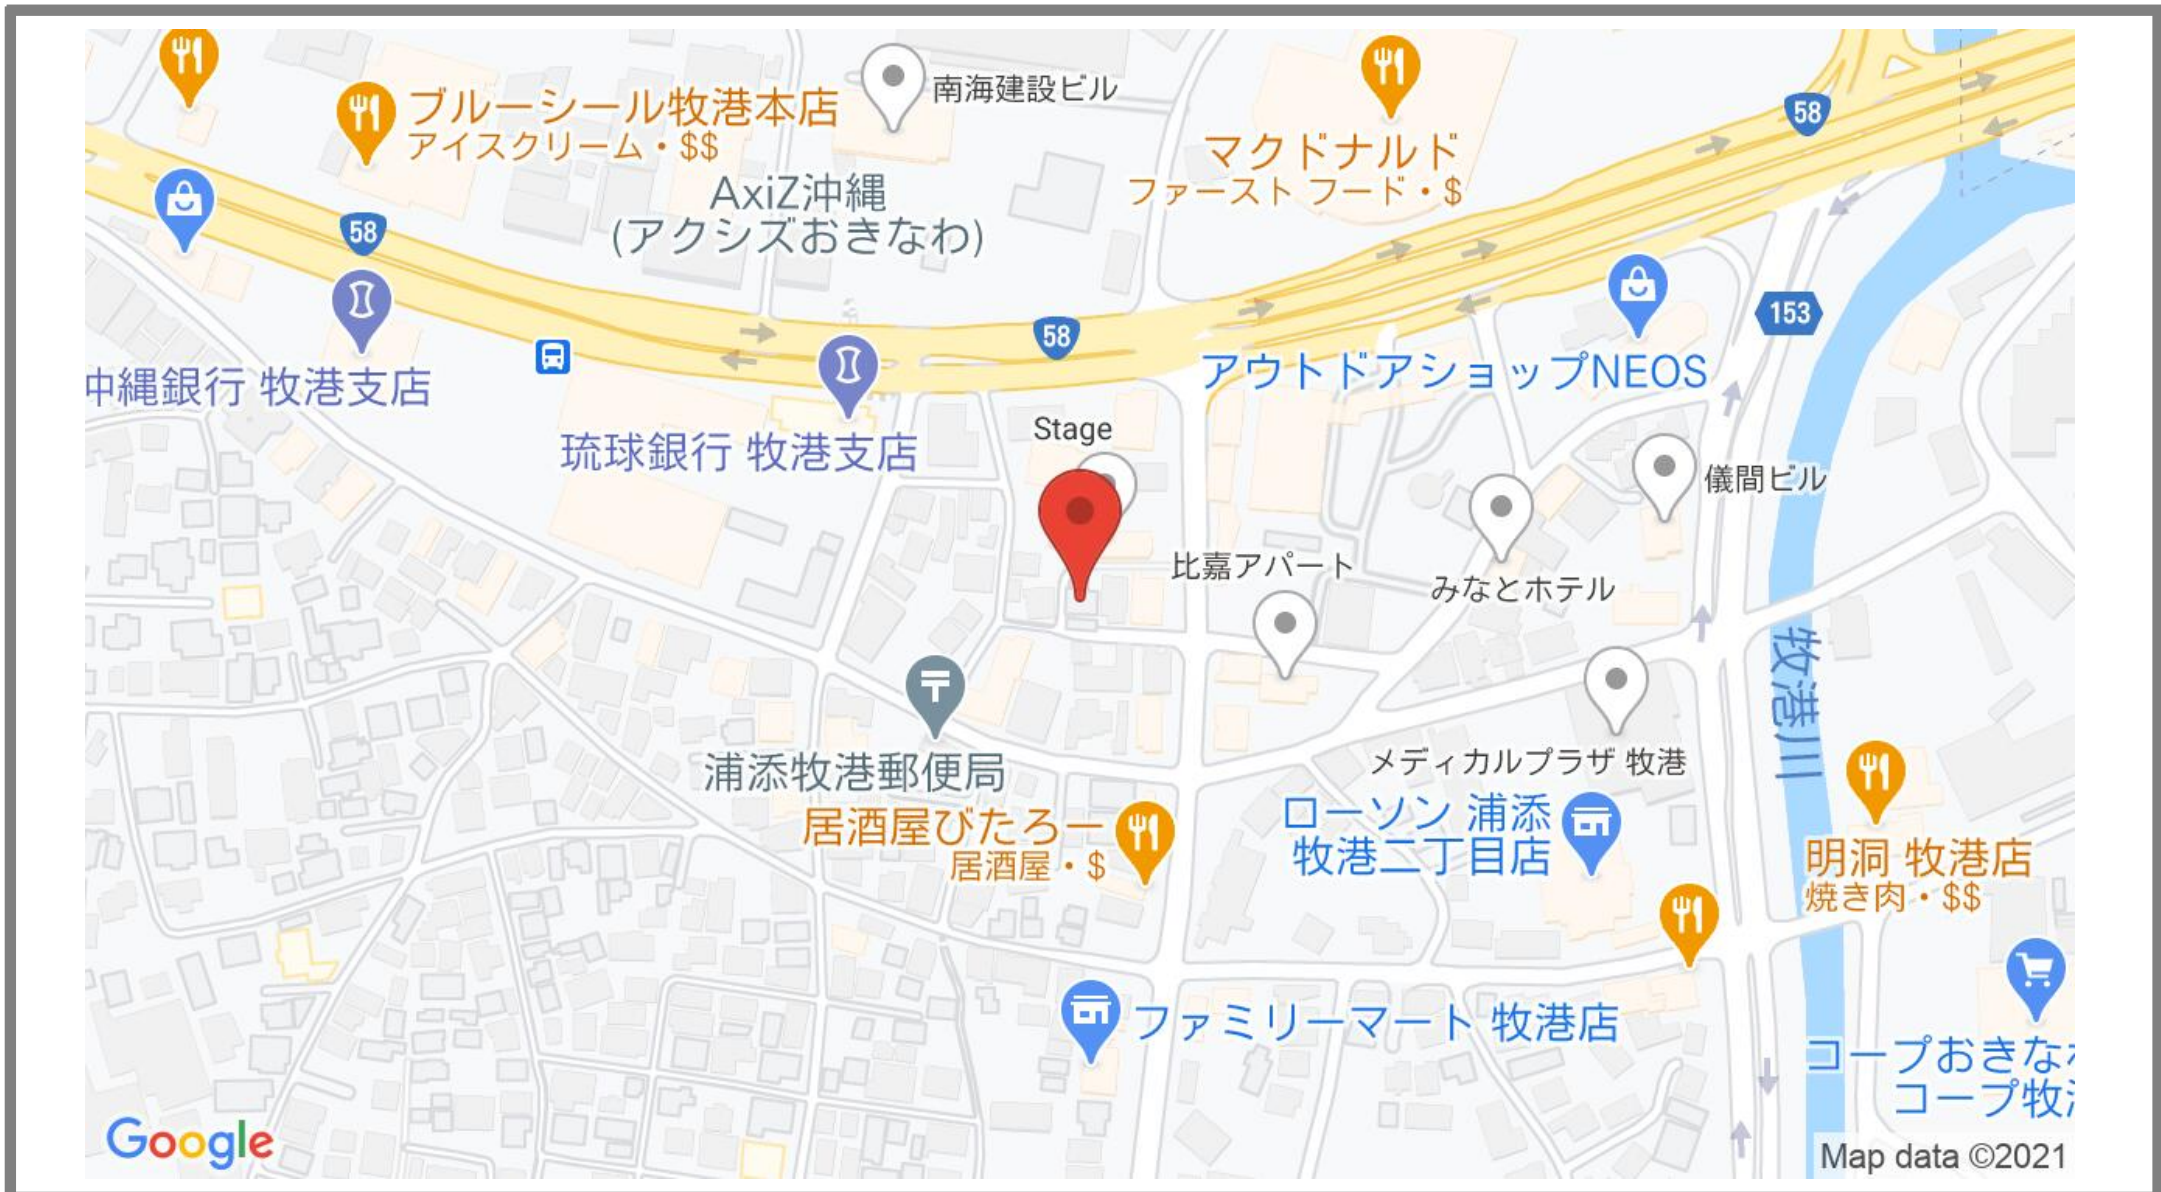 南海建設ビル
ブルーシール牧港本店
アイスクリーム・$$
マクドナルド
ファースト フード・$
58
AxiZ沖縄
(アクシズおきなわ)
58
153
58
アウトドアショップNEOS
沖縄銀行 牧港支店
琉球銀行 牧港支店
Stage
儀間ビル
比嘉アパート
みなとホテル
牧港川
浦添牧港郵便局
メディカルプラザ 牧港
居酒屋びたろー
居酒屋・$
ローソン 浦添
牧港二丁目店
明洞 牧港店
焼き肉・$$
ファミリーマート 牧港店
コープおきな
コープ牧
Google
Map data ©2021